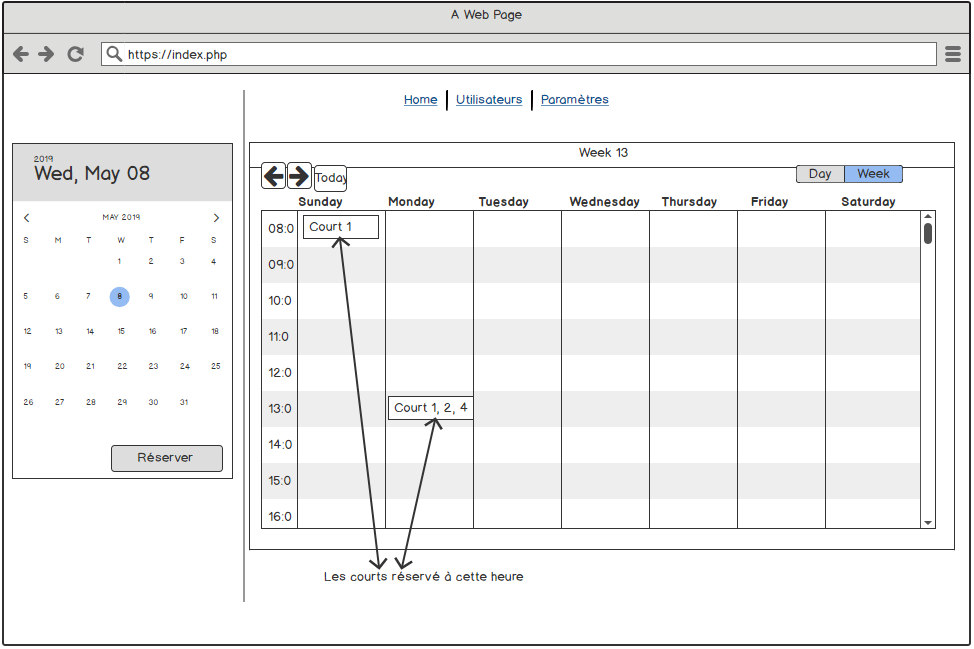 A Web Page
https://index.php
Home Utilisateurs Paramètres
2019
Wed, May 08
MAY 2019
S M T W T F S
1 2 3 4
5 6 7 8 9 10 11
12 13 14 15 16 17 18
19 20 21 22 23 24 25
26 27 28 29 30 31
Réserver
Week 13
Today
Day Week
Sunday Monday Tuesday Wednesday Thursday Friday Saturday
08:0 Court 1
09:0
10:0
11:0
12:0
13:0 Court 1, 2, 4
14:0
15:0
16:0
Les courts réservé à cette heure